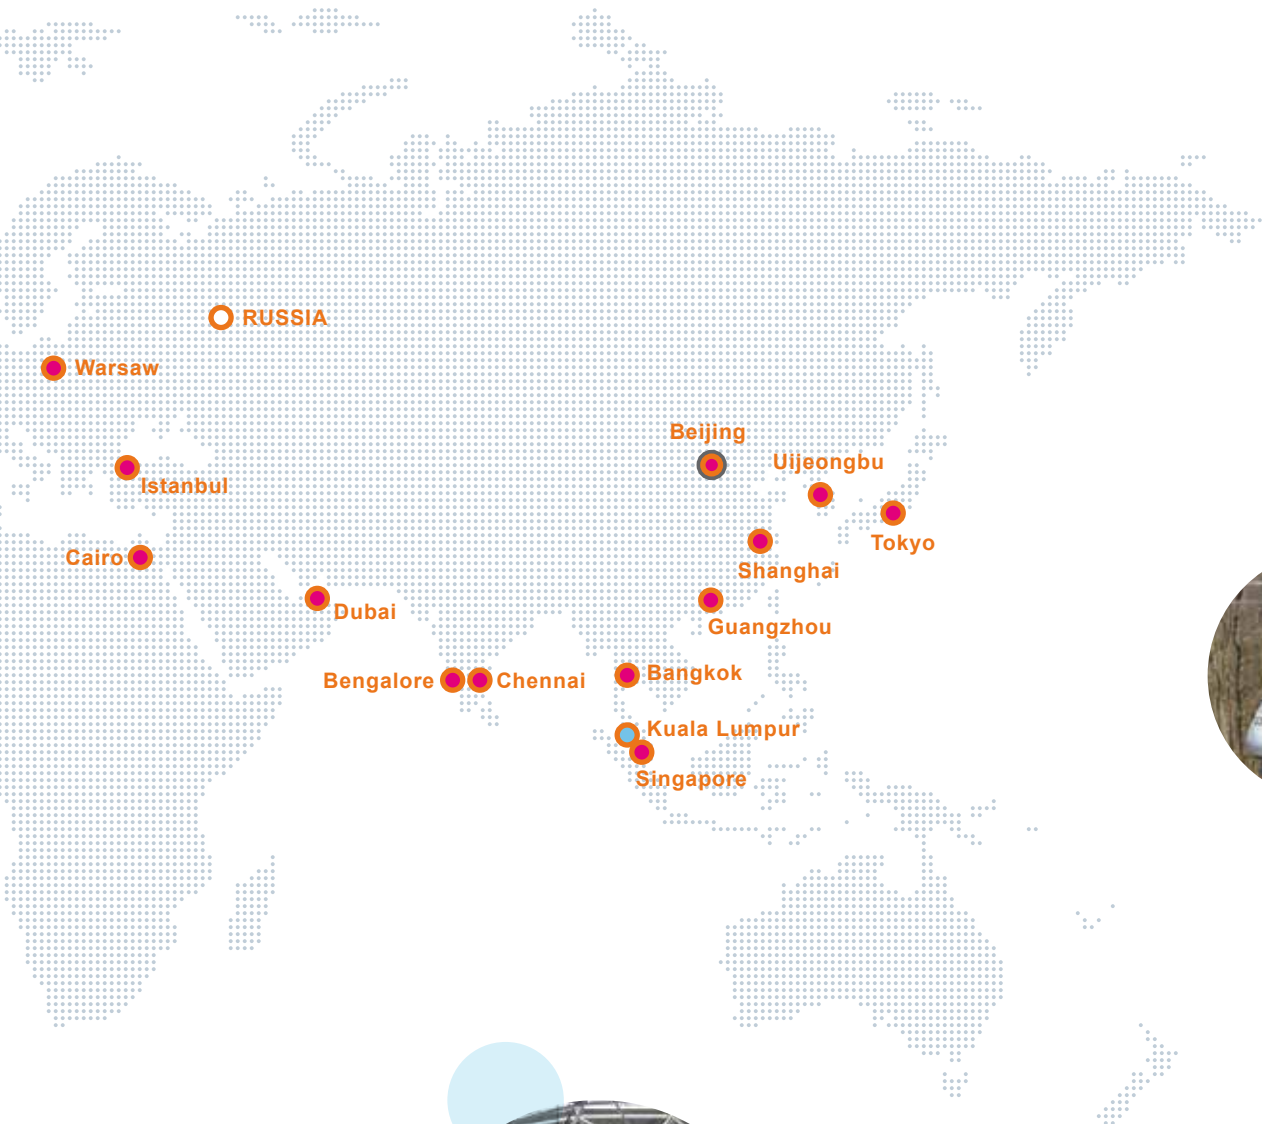 RUSSIA
Warsaw
Beijing
Uijeongbu
Istanbul
Tokyo
Cairo
Shanghai
Dubai
Guangzhou
Bengalore
Chennai
Bangkok
Kuala Lumpur
Singapore